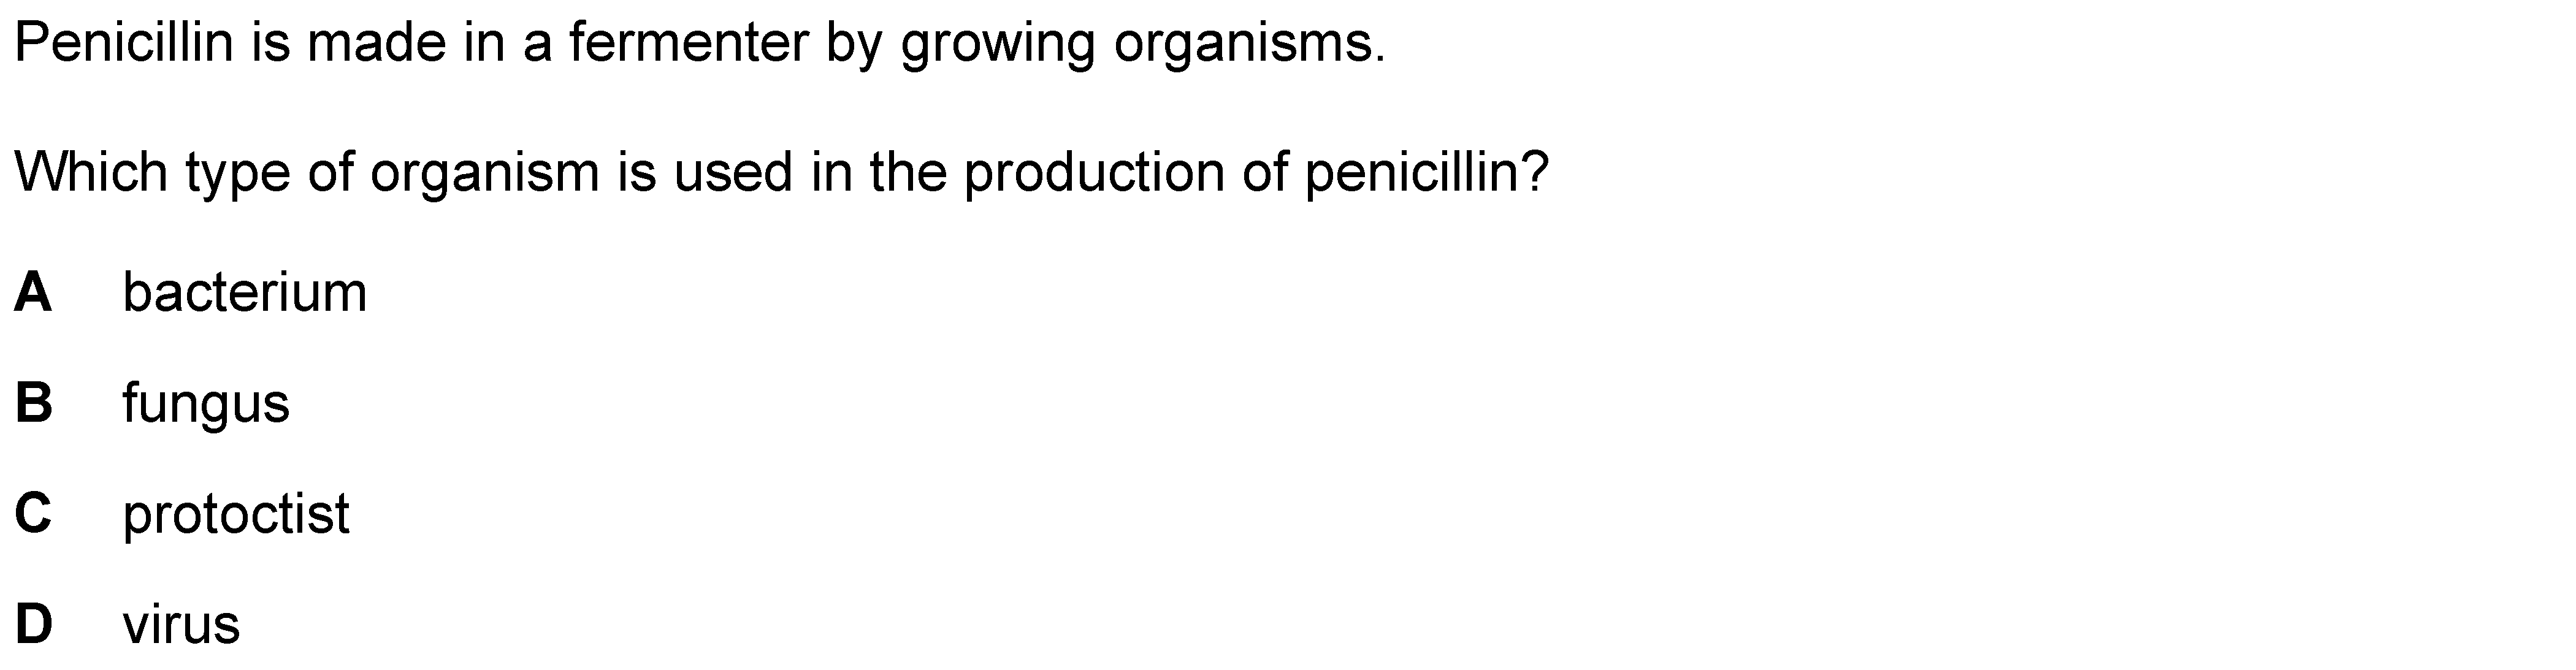 Penicillin is made in a fermenter by growing organisms.
Which type of organism is used in the production of penicillin?
A bacterium
B fungus
C protoctist
D virus